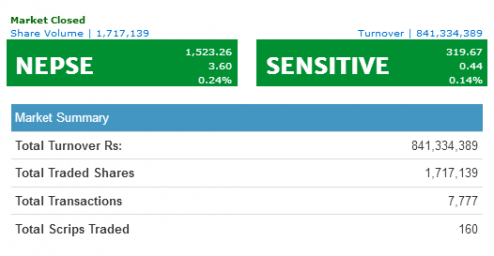 Market Closed
Share Volume | 1,717,139
Turnover | 841,334,389
NEPSE
1,523.26
3.60
0.24%
SENSITIVE
319.67
0.44
0.14%
Market Summary
Total Turnover Rs: 841,334,389
Total Traded Shares 1,717,139
Total Transactions 7,777
Total Scrips Traded 160